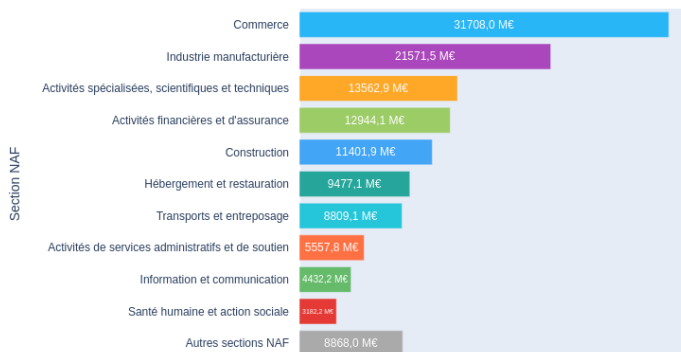 Section NAF
Commerce 31708,0 M€
Industrie manufacturière 21571,5 M€
Activités spécialisées, scientifiques et techniques 13562,9 M€
Activités financières et d'assurance 12944,1 M€
Construction 11401,9 M€
Hébergement et restauration 9477,1 M€
Transports et entreposage 8809,1 M€
Activités de services administratifs et de soutien 5557,8 M€
Information et communication 4432,2 M€
Santé humaine et action sociale 3182,2 M€
Autres sections NAF 8868,0 M€